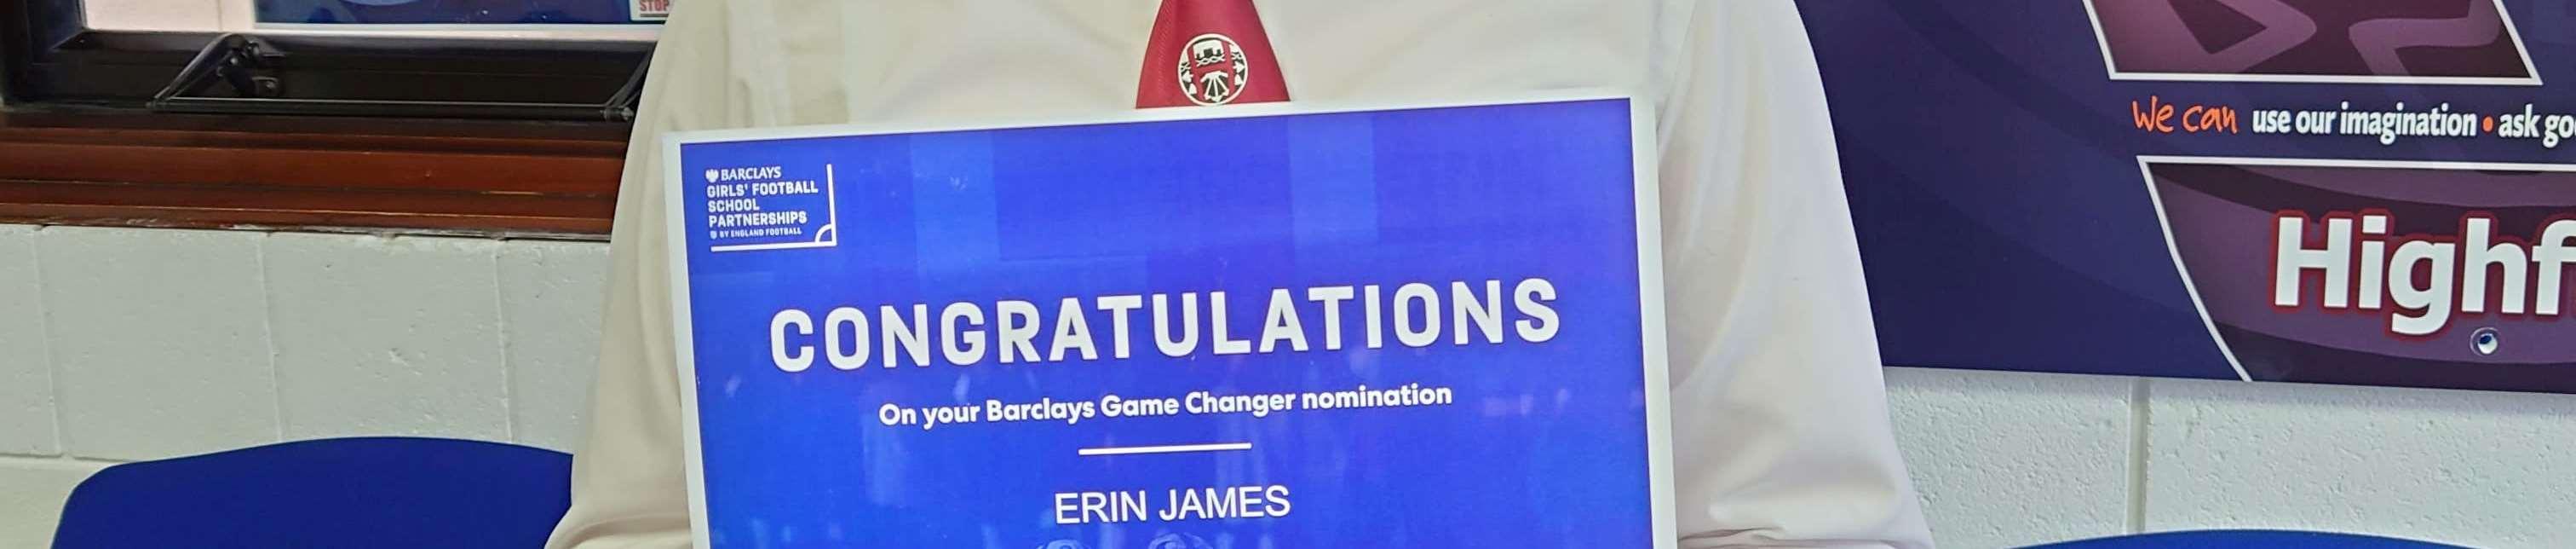 STOP
We can use our imagination • ask go
Highf
BARCLAYS
GIRLS' FOOTBALL
SCHOOL
PARTNERSHIPS
BY ENGLAND FOOTBALL
CONGRATULATIONS
On your Barclays Game Changer nomination
ERIN JAMES